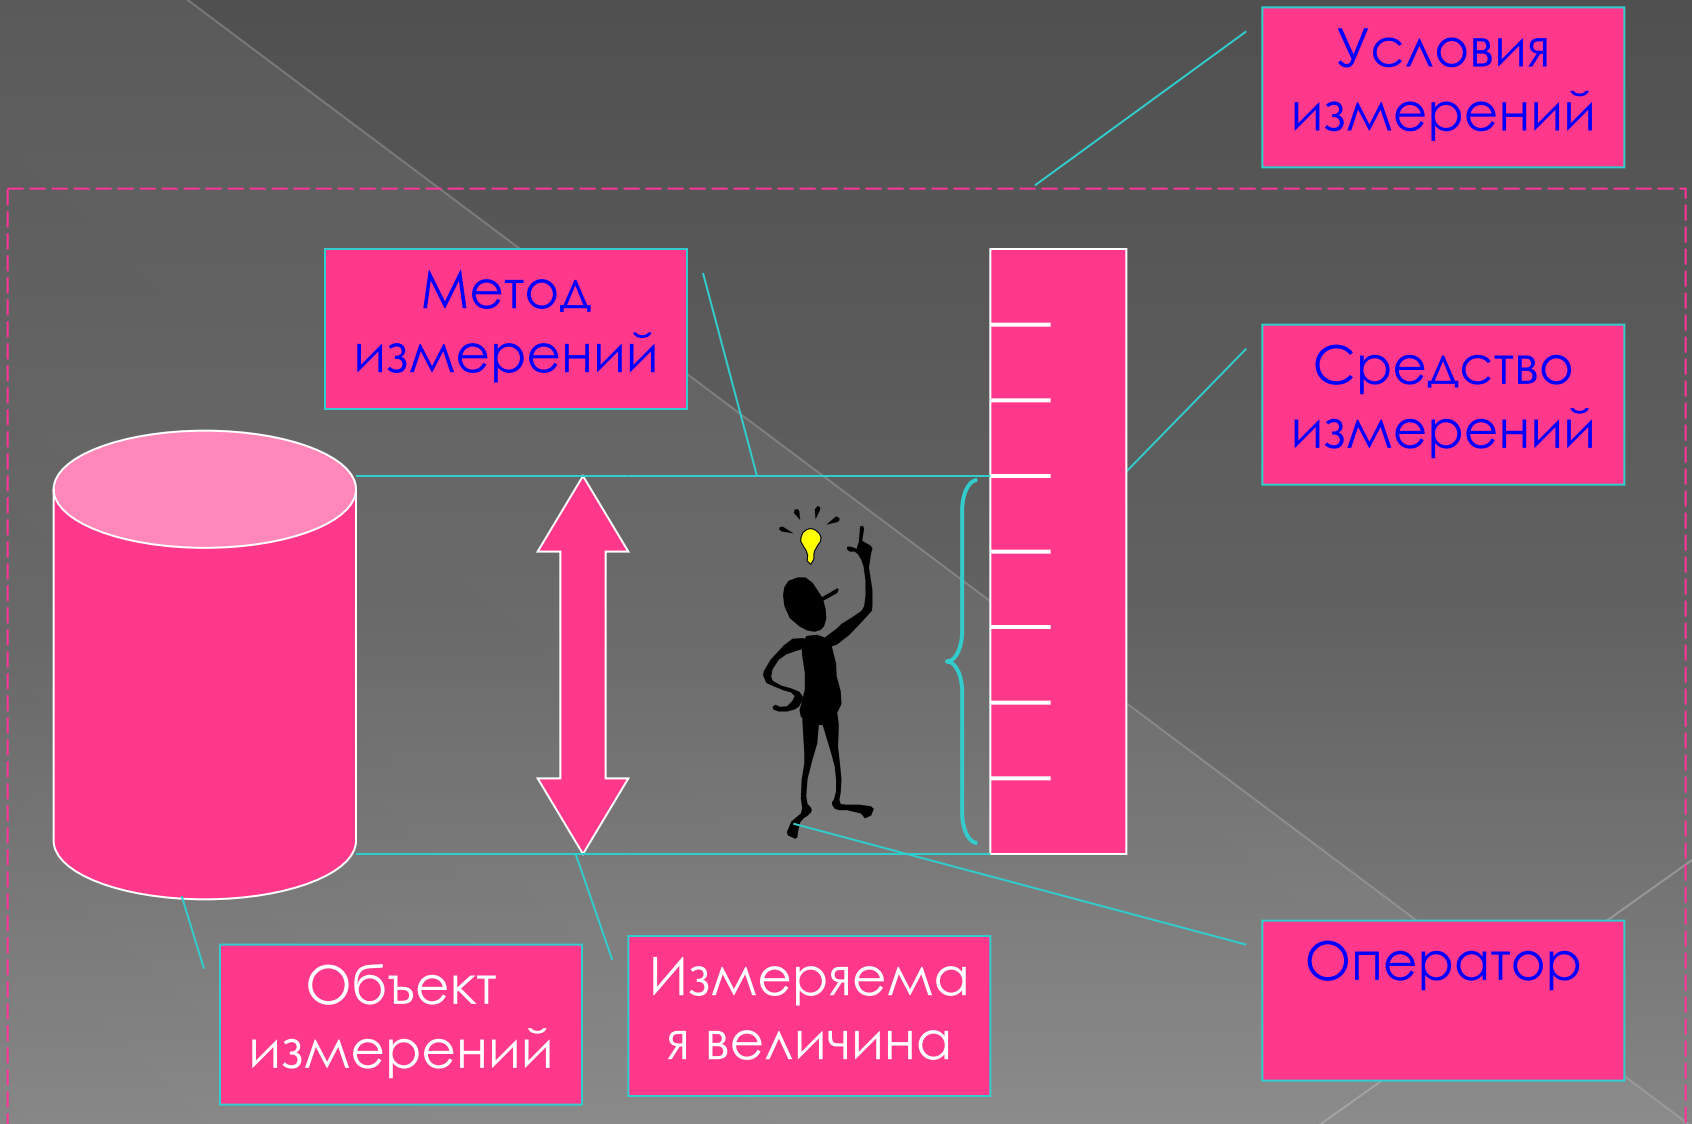 Условия
измерений
Метод
измерений
Средство
измерений
Объект
измерений
Измеряема
я величина
Оператор